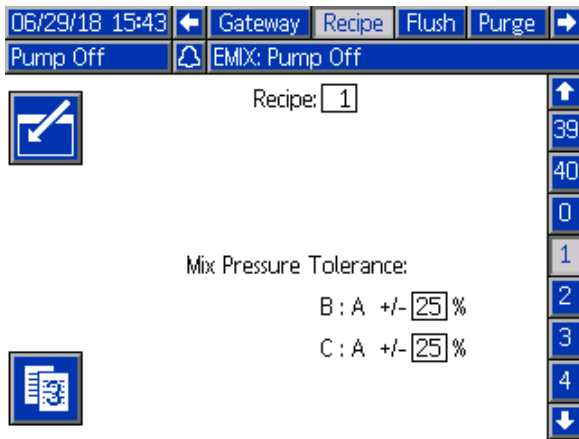 06/29/18 15:43 Gateway Recipe Flush Purge
Pump Off EMIX: Pump Off
Recipe: 1
39
40
0
Mix Pressure Tolerance: 1
B : A +/- 25 % 2
C : A +/- 25 % 3
3 4